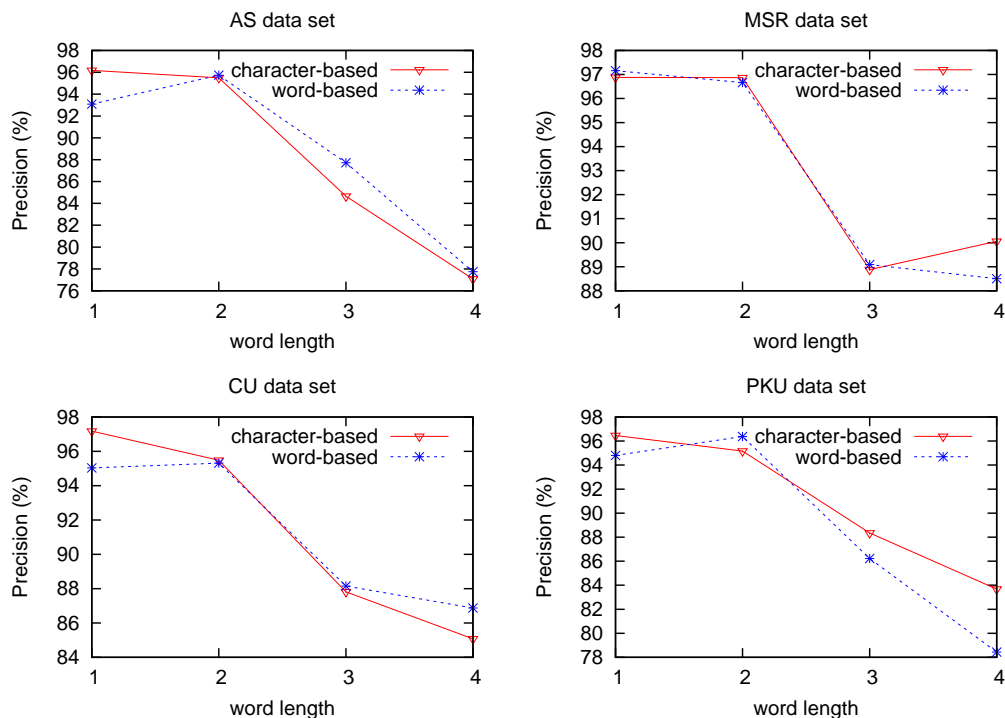 AS data set
98
96
94
92
90
88
86
84
82
80
78
76
Precision (%)
character-based
word-based
1 2 3 4
word length
MSR data set
98
97
96
95
94
93
92
91
90
89
88
Precision (%)
character-based
word-based
1 2 3 4
word length
CU data set
98
96
94
92
90
88
86
84
Precision (%)
character-based
word-based
1 2 3 4
word length
PKU data set
98
96
94
92
90
88
86
84
82
80
78
Precision (%)
character-based
word-based
1 2 3 4
word length